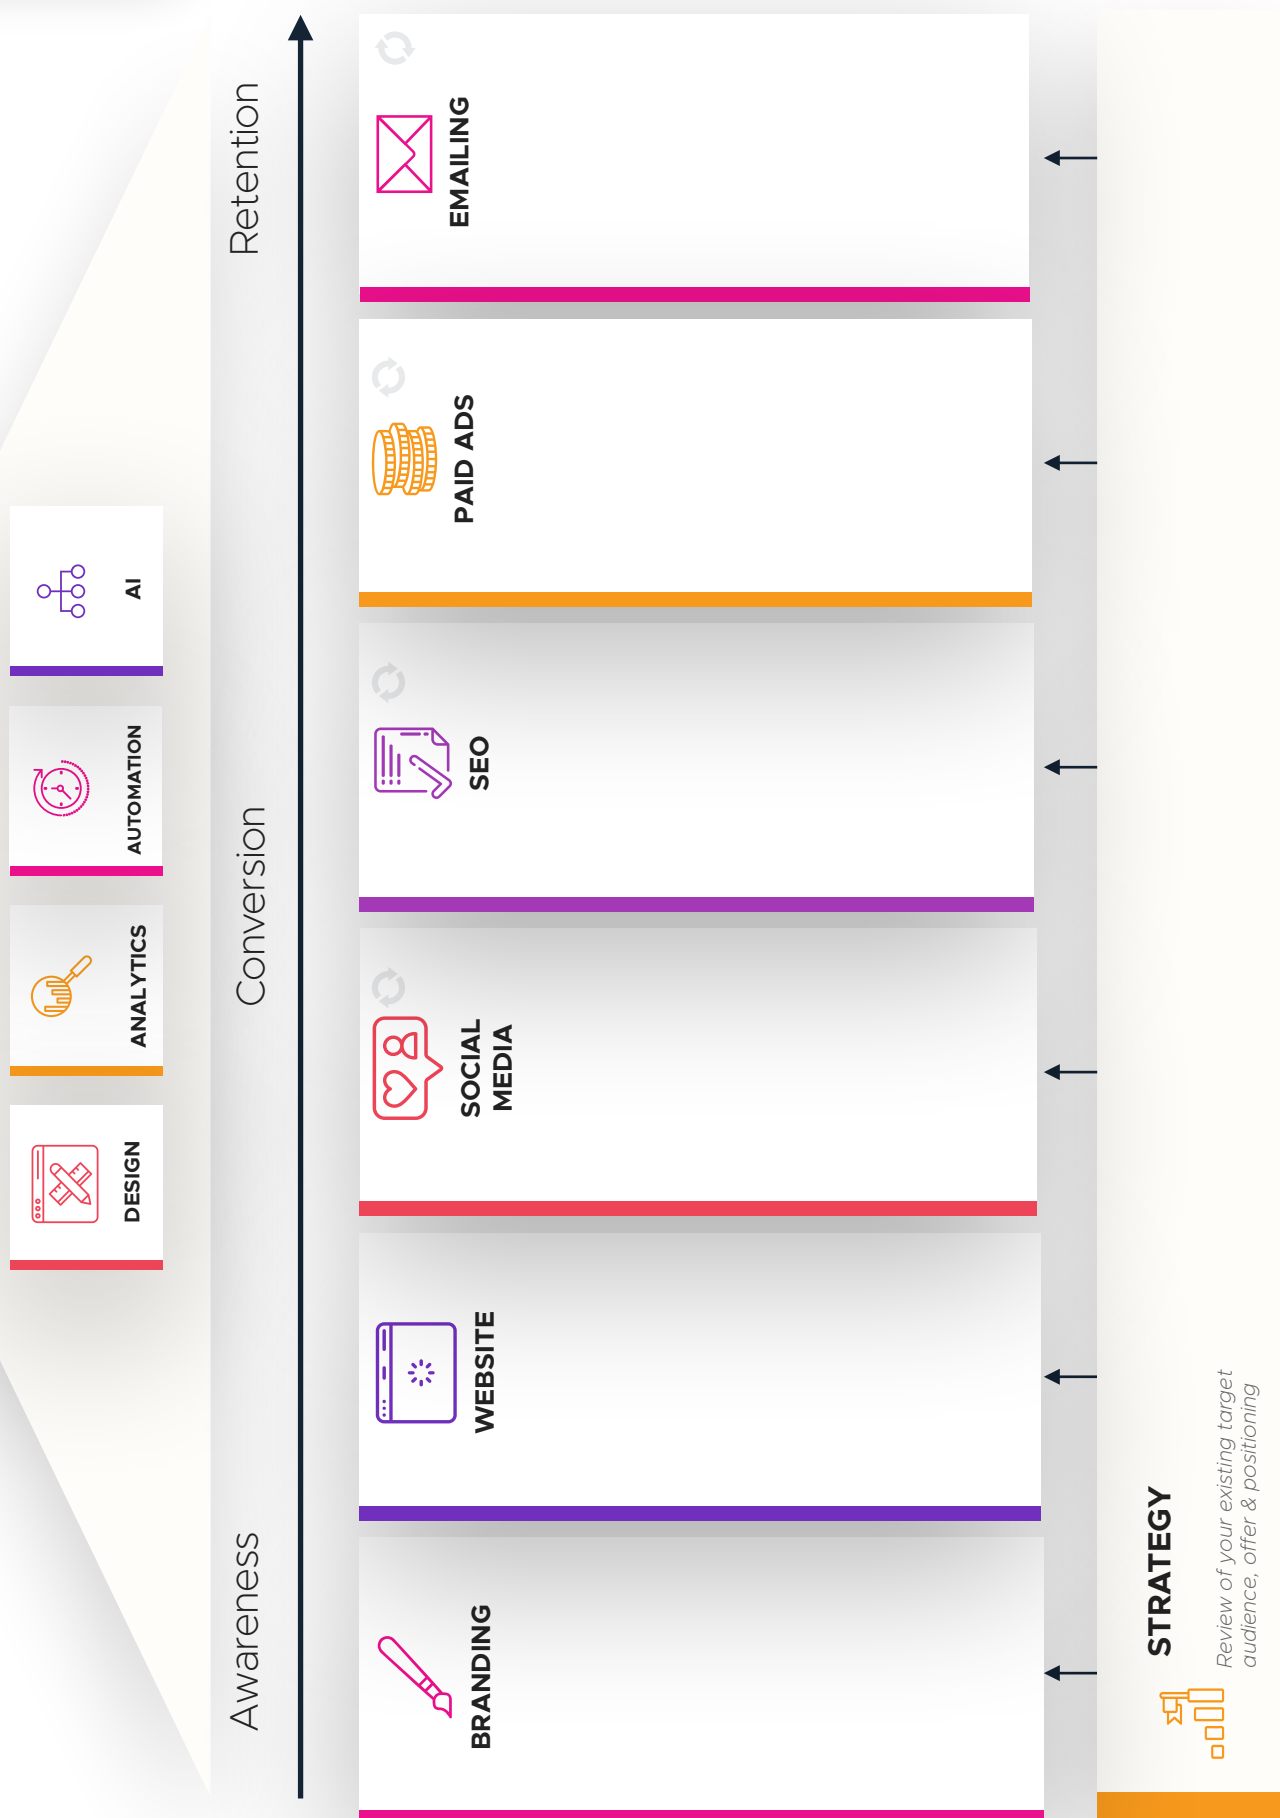 DESIGN
ANALYTICS
AUTOMATION
AI
Awareness
Conversion
Retention
BRANDING
WEBSITE
SOCIAL
MEDIA
SEO
PAID ADS
EMAILING
STRATEGY
Review of your existing target
audience, offer & positioning